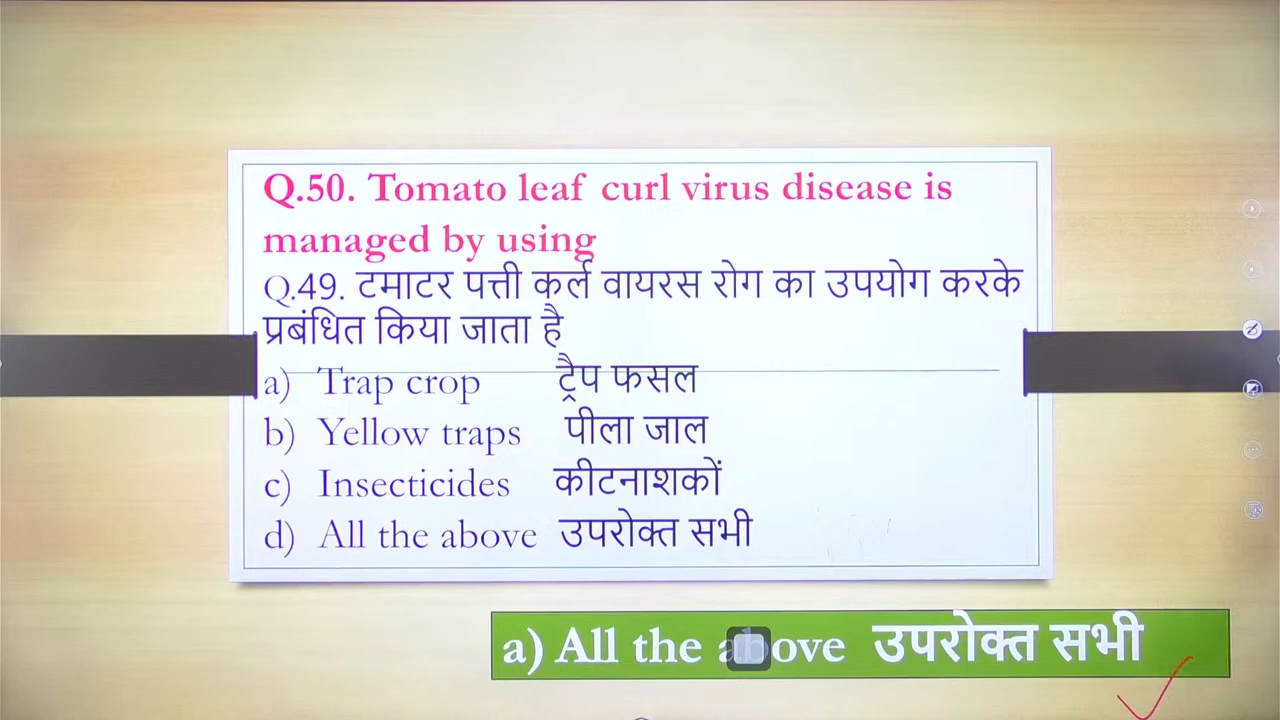 Q.50. Tomato leaf curl virus disease is
managed by using
Q.49. टमाटर पत्ती कर्ल वायरस रोग का उपयोग करके
प्रबंधित किया जाता है
a) Trap crop ट्रैप फसल
b) Yellow traps पीला जाल
c) Insecticides कीटनाशकों
d) All the above उपरोक्त सभी
a) All the above उपरोक्त सभी